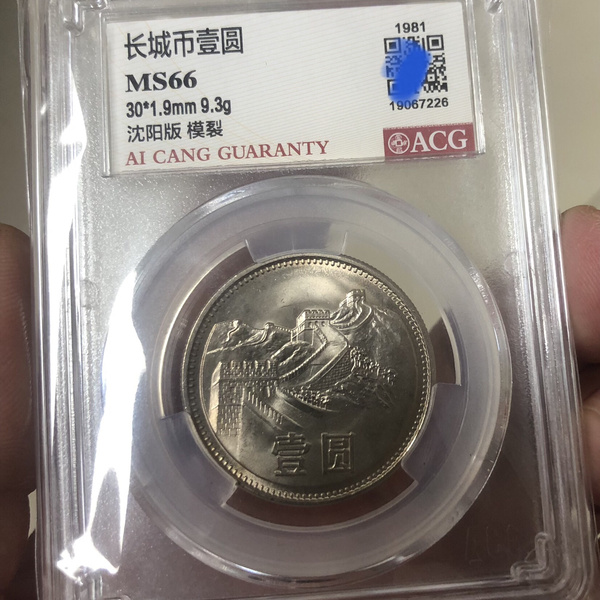 长城币壹圆
1981
MS66
30*1.9mm 9.3g
19067226
沈阳版 模裂
AI CANG GUARANTY
ACG
壹圆